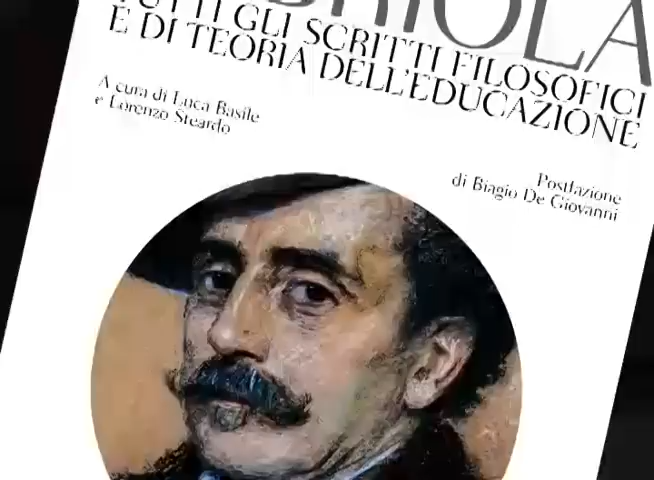 RIOLA
TUTTI GLI SCRITTI FILOSOFICI
E DI TEORIA DELL'EDUCAZIONE
A cura di Luca Basile
e Lorenzo Steardo
Postfazione
di Biagio De Giovanni